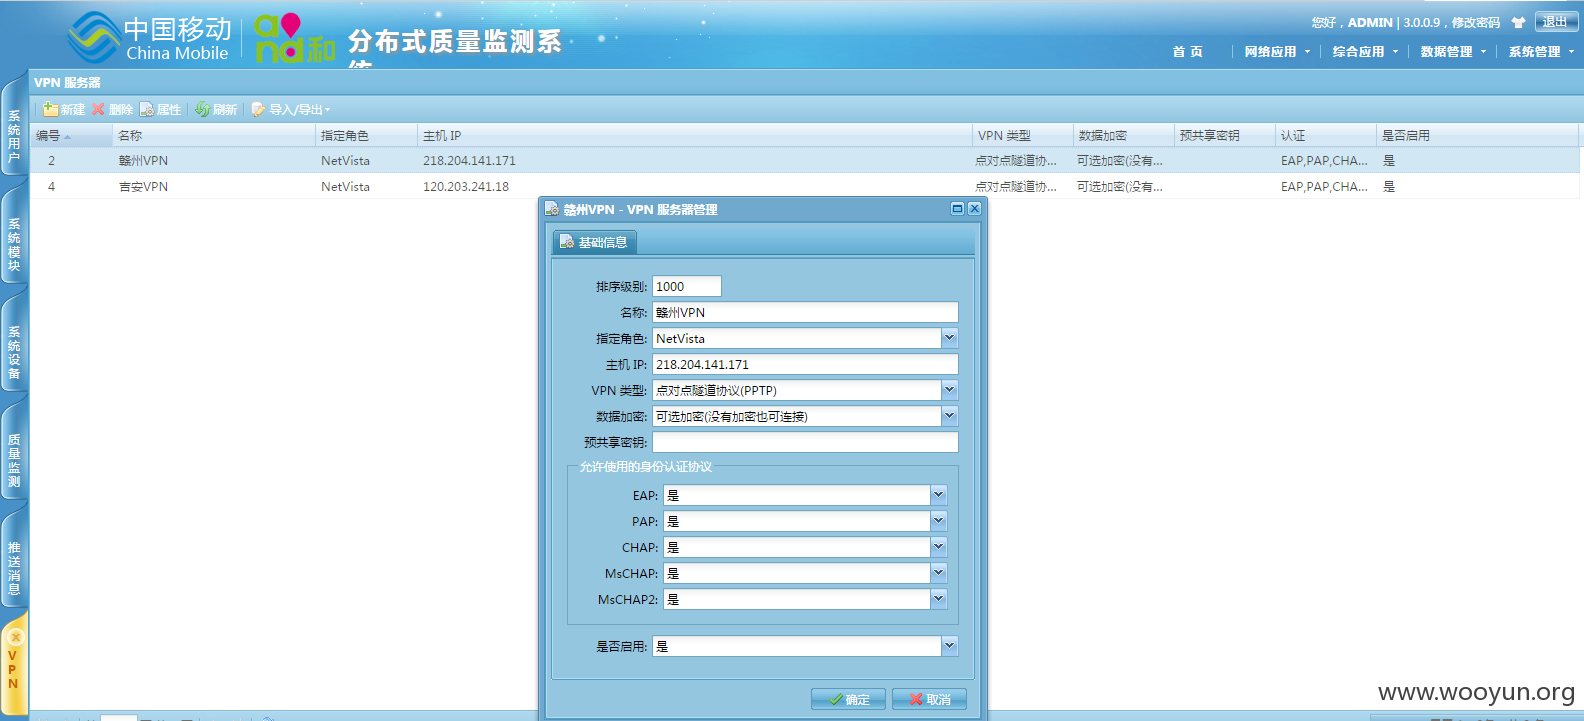 中国移动
China Mobile
and和
分布式质量监测系统
您好，ADMIN | 3.0.0.9，修改密码
退出
首 页
网络应用
综合应用
数据管理
系统管理
VPN 服务器
新建 删除 属性 刷新 导入/导出
编号 名称 指定角色 主机 IP VPN 类型 数据加密 预共享密钥 认证 是否启用
2 赣州VPN NetVista 218.204.141.171 点对点隧道协... 可选加密(没有... EAP,PAP,CHA... 是
4 吉安VPN NetVista 120.203.241.18 点对点隧道协... 可选加密(没有... EAP,PAP,CHA... 是
系统用户
系统模块
系统设备
质量监测
推送消息
VPN
赣州VPN - VPN 服务器管理
基础信息
排序级别: 1000
名称: 赣州VPN
指定角色: NetVista
主机 IP: 218.204.141.171
VPN 类型: 点对点隧道协议(PPTP)
数据加密: 可选加密(没有加密也可连接)
预共享密钥:
允许使用的身份认证协议
EAP: 是
PAP: 是
CHAP: 是
MsCHAP: 是
MsCHAP2: 是
是否启用: 是
确定 取消
www.wooyun.org